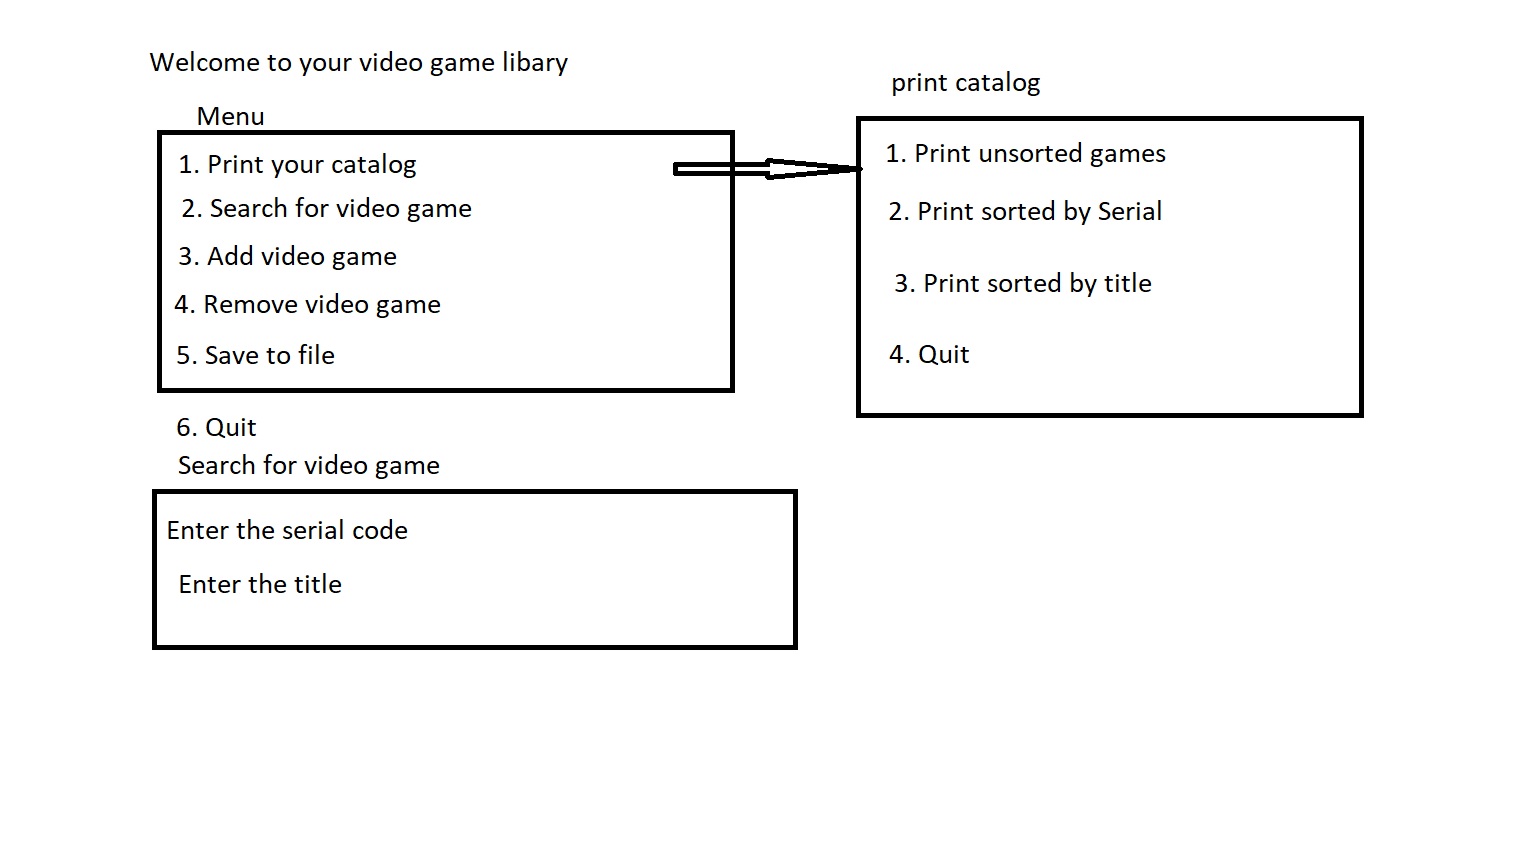 Welcome to your video game libary
Menu
1. Print your catalog
2. Search for video game
3. Add video game
4. Remove video game
5. Save to file
6. Quit
print catalog
1. Print unsorted games
2. Print sorted by Serial
3. Print sorted by title
4. Quit
Search for video game
Enter the serial code
Enter the title